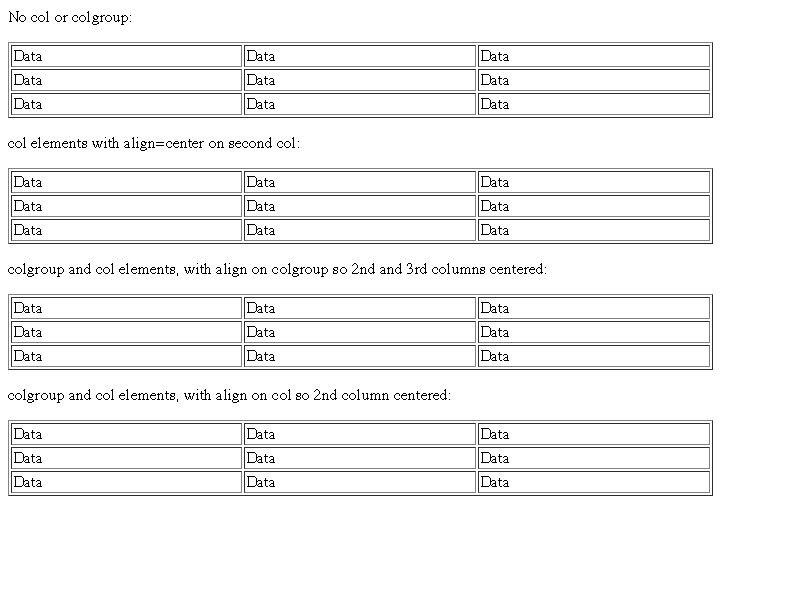 No col or colgroup:
Data Data Data
Data Data Data
Data Data Data
col elements with align=center on second col:
Data Data Data
Data Data Data
Data Data Data
colgroup and col elements, with align on colgroup so 2nd and 3rd columns centered:
Data Data Data
Data Data Data
Data Data Data
colgroup and col elements, with align on col so 2nd column centered:
Data Data Data
Data Data Data
Data Data Data